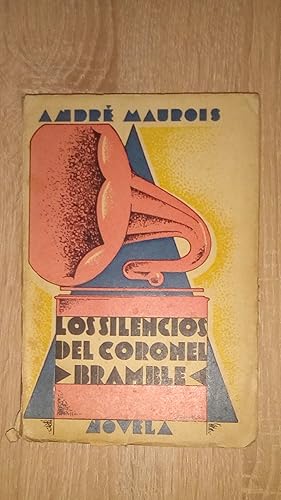 ANDRÉ MAUROIS
LOS SILENCIOS
DEL CORONEL
BRAMBLE
NOVELA